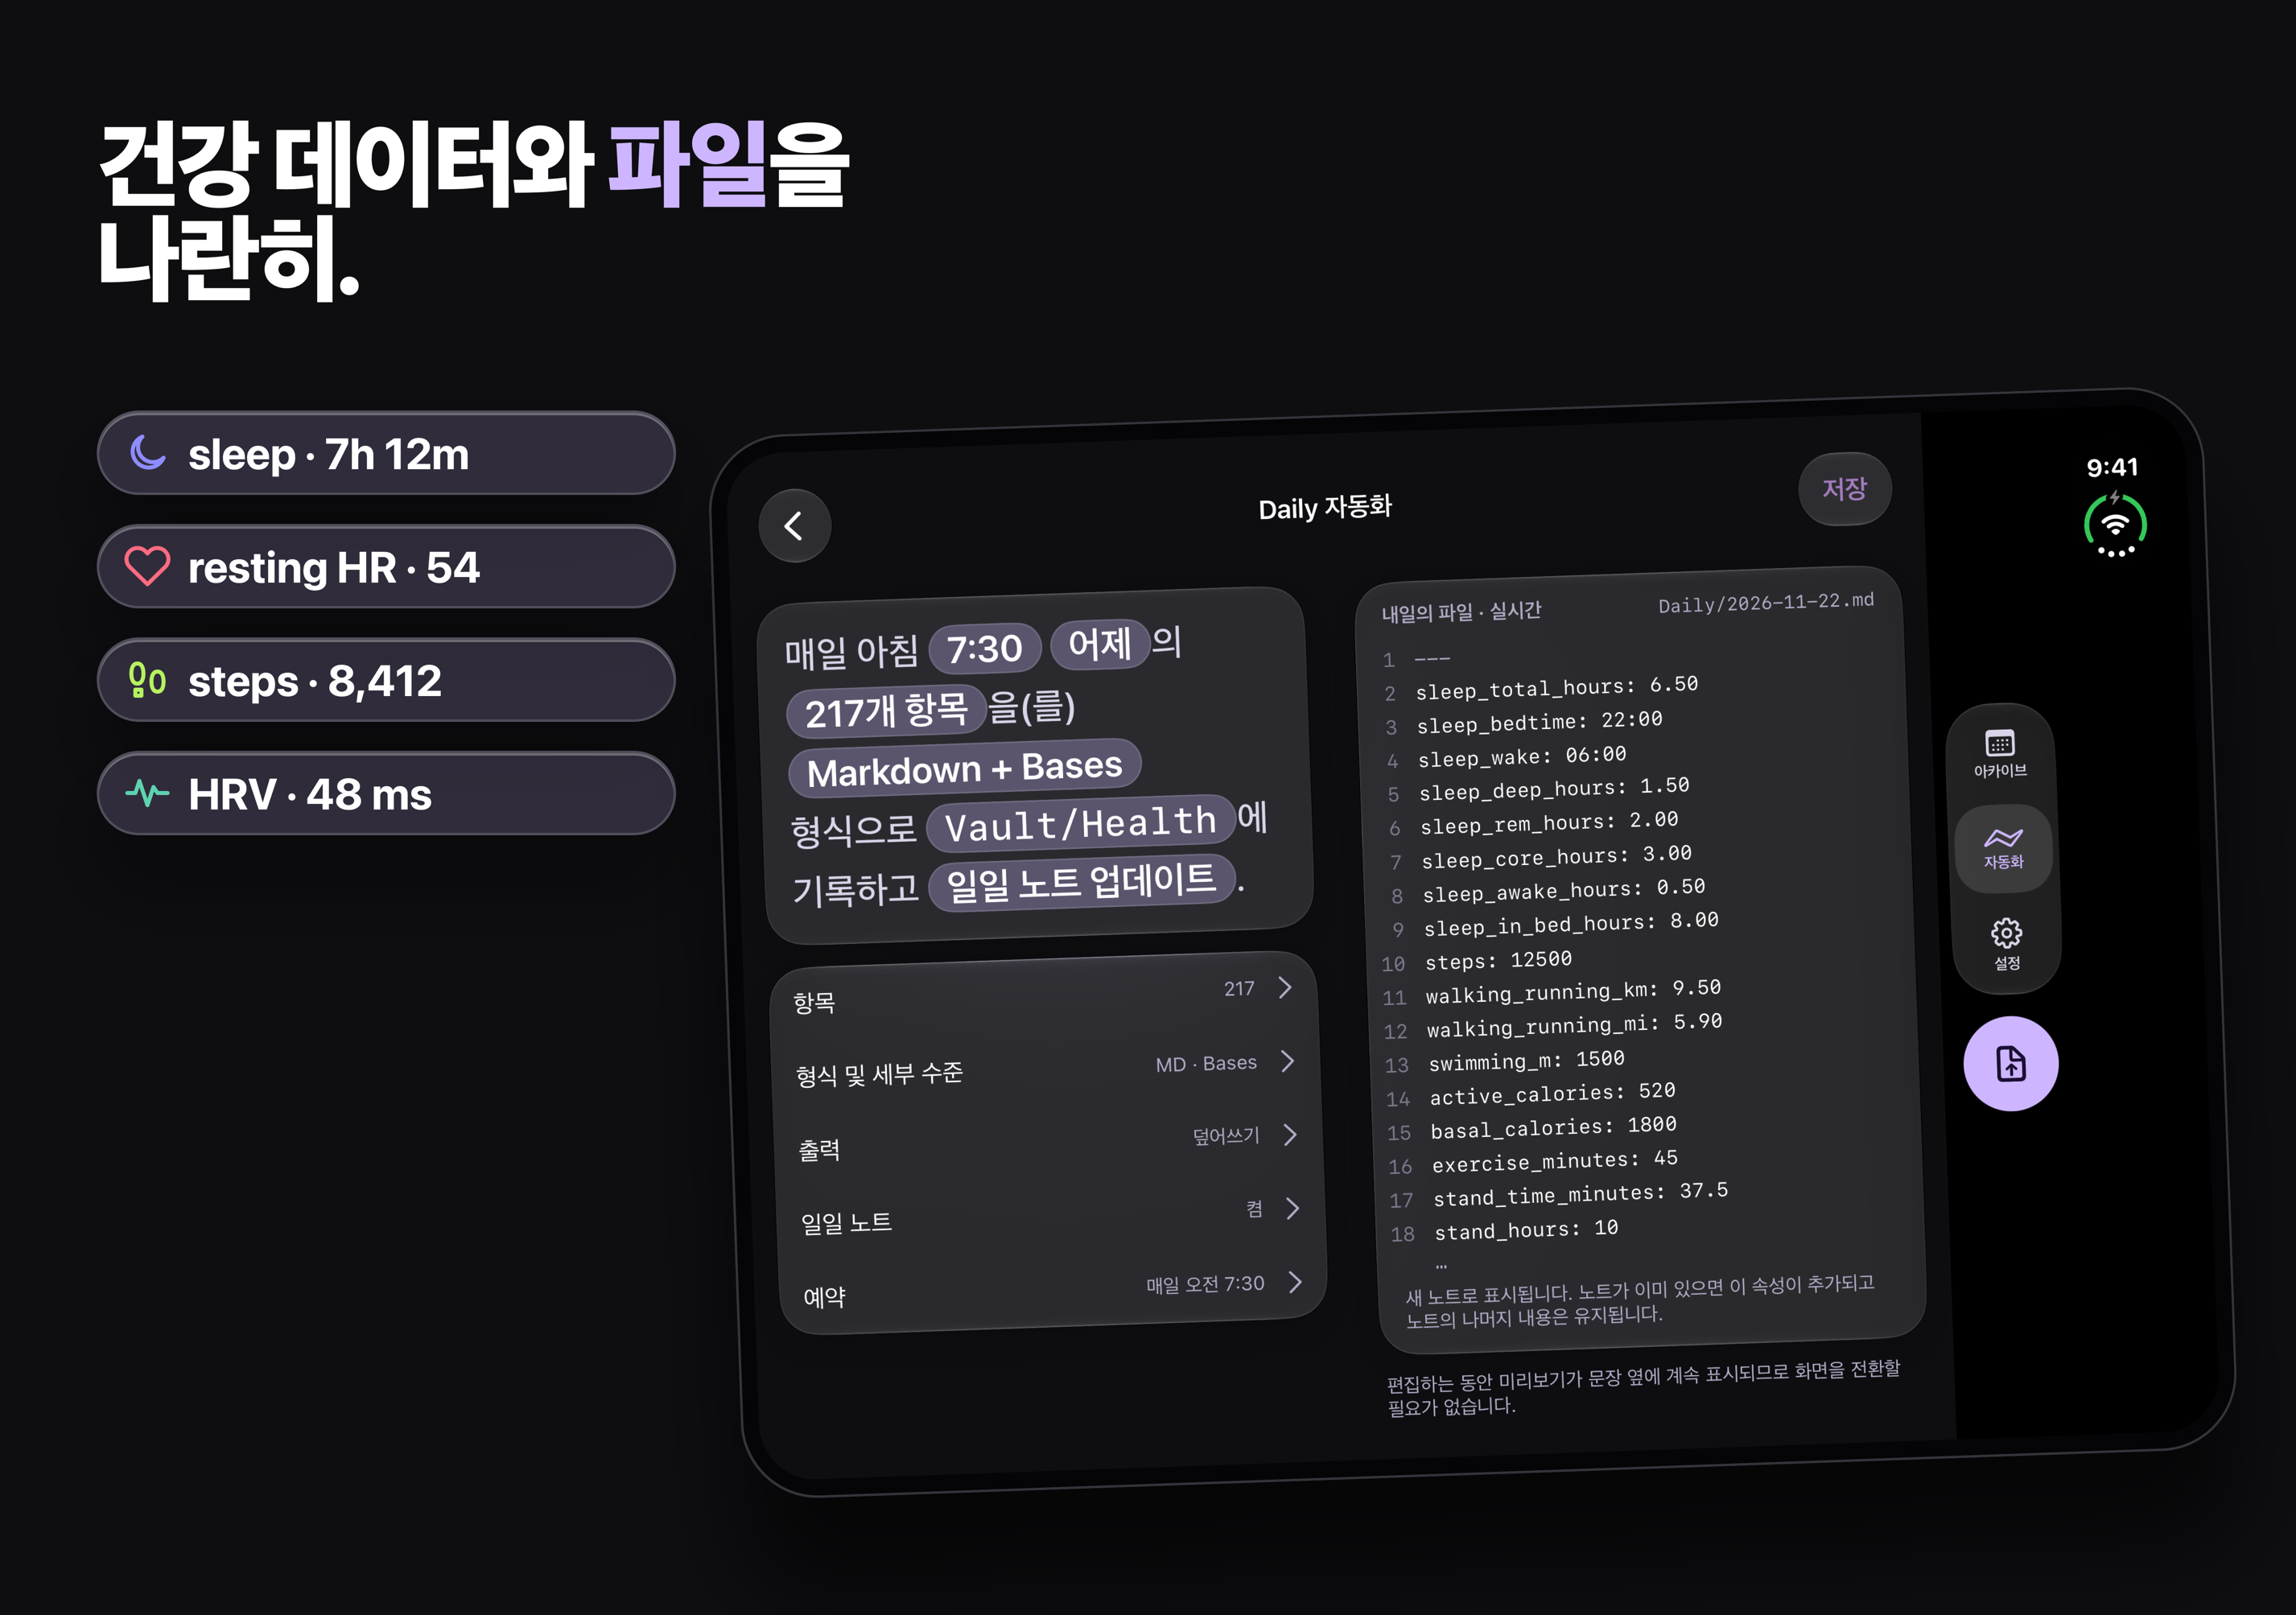 건강 데이터와 파일을
나란히.
sleep · 7h 12m
resting HR · 54
steps · 8,412
HRV · 48 ms
Daily 자동화
저장
9:41
매일 아침 7:30 어제의
217개 항목을(를)
Markdown + Bases
형식으로 Vault/Health에
기록하고 일일 노트 업데이트.
항목 217
형식 및 세부 수준 MD · Bases
출력 덮어쓰기
일일 노트 켬
예약 매일 오전 7:30
내일의 파일 · 실시간 Daily/2026-11-22.md
1 ---
2 sleep_total_hours: 6.50
3 sleep_bedtime: 22:00
4 sleep_wake: 06:00
5 sleep_deep_hours: 1.50
6 sleep_rem_hours: 2.00
7 sleep_core_hours: 3.00
8 sleep_awake_hours: 0.50
9 sleep_in_bed_hours: 8.00
10 steps: 12500
11 walking_running_km: 9.50
12 walking_running_mi: 5.90
13 swimming_m: 1500
14 active_calories: 520
15 basal_calories: 1800
16 exercise_minutes: 45
17 stand_time_minutes: 37.5
18 stand_hours: 10
…
새 노트로 표시됩니다. 노트가 이미 있으면 이 속성이 추가되고
노트의 나머지 내용은 유지됩니다.
편집하는 동안 미리보기가 문장 옆에 계속 표시되므로 화면을 전환할
필요가 없습니다.
아카이브
자동화
설정